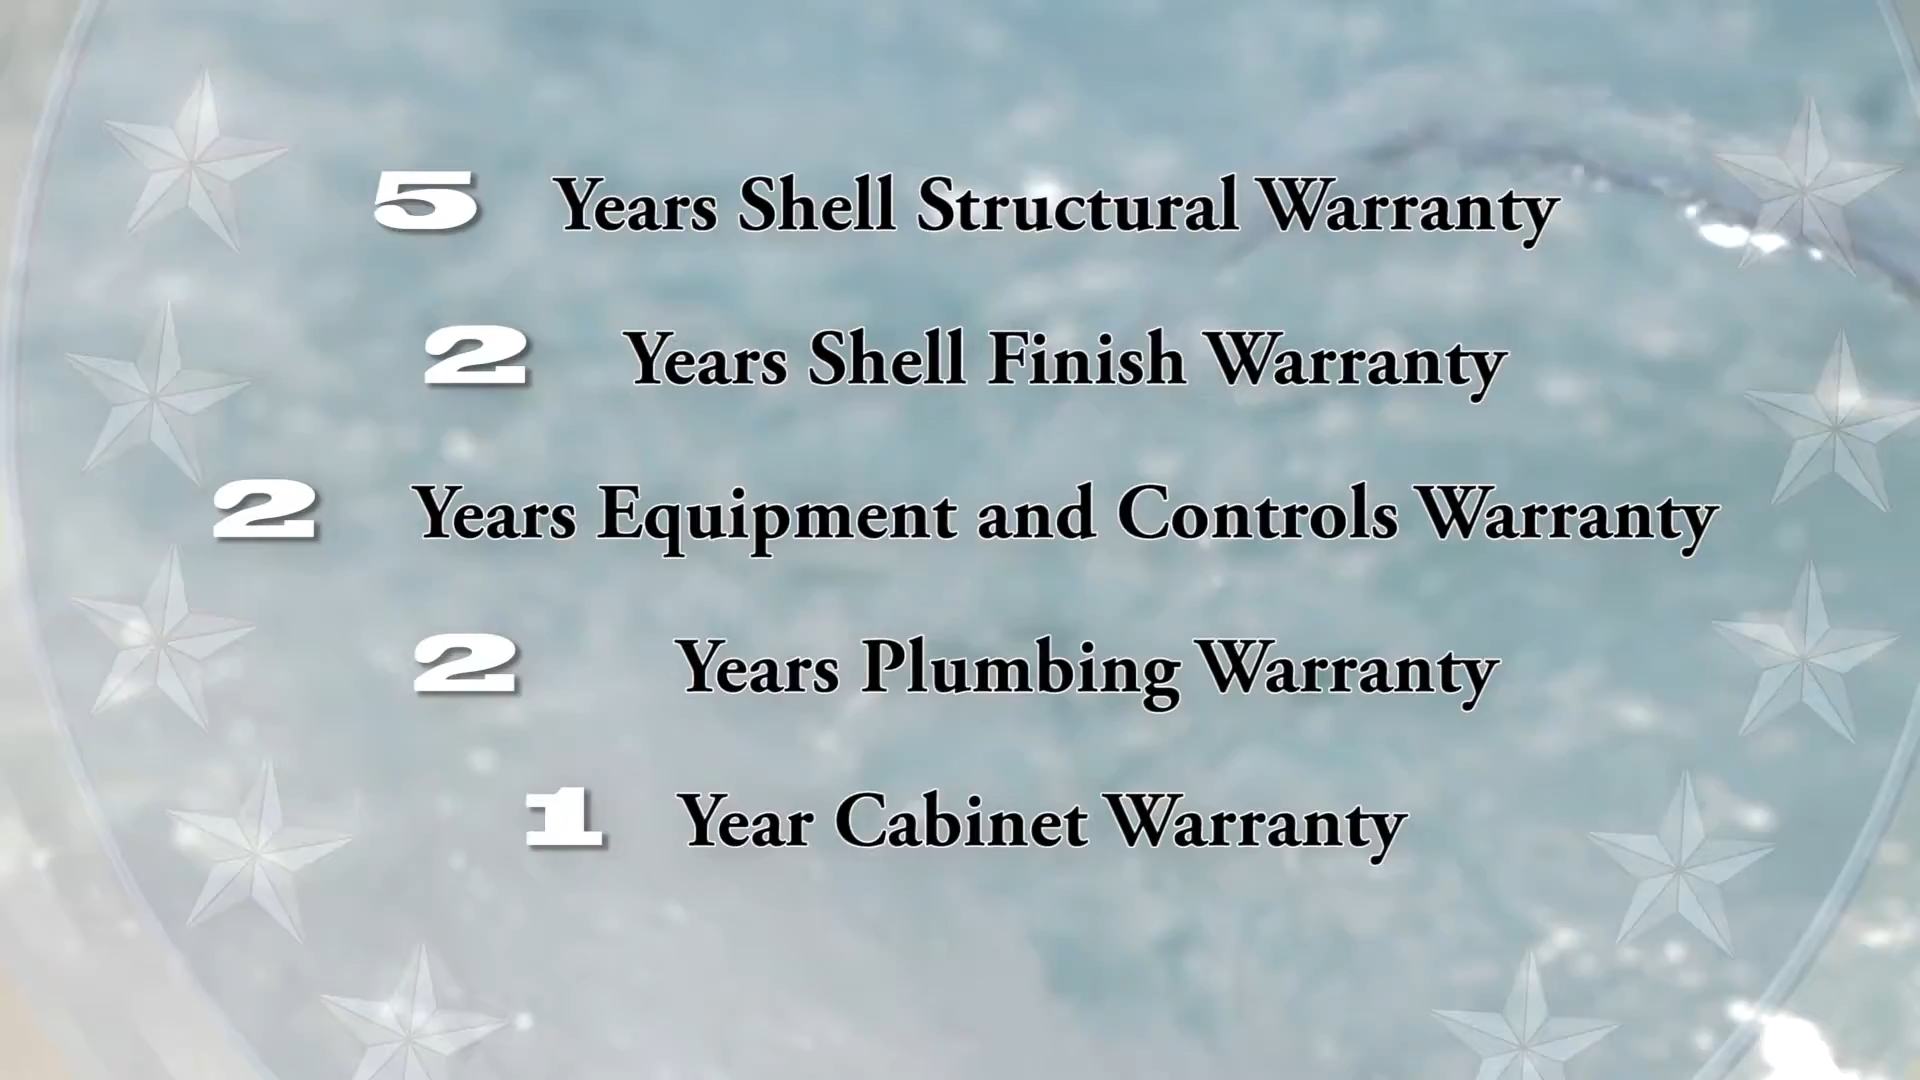 5 Years Shell Structural Warranty
2 Years Shell Finish Warranty
2 Years Equipment and Controls Warranty
2 Years Plumbing Warranty
1 Year Cabinet Warranty